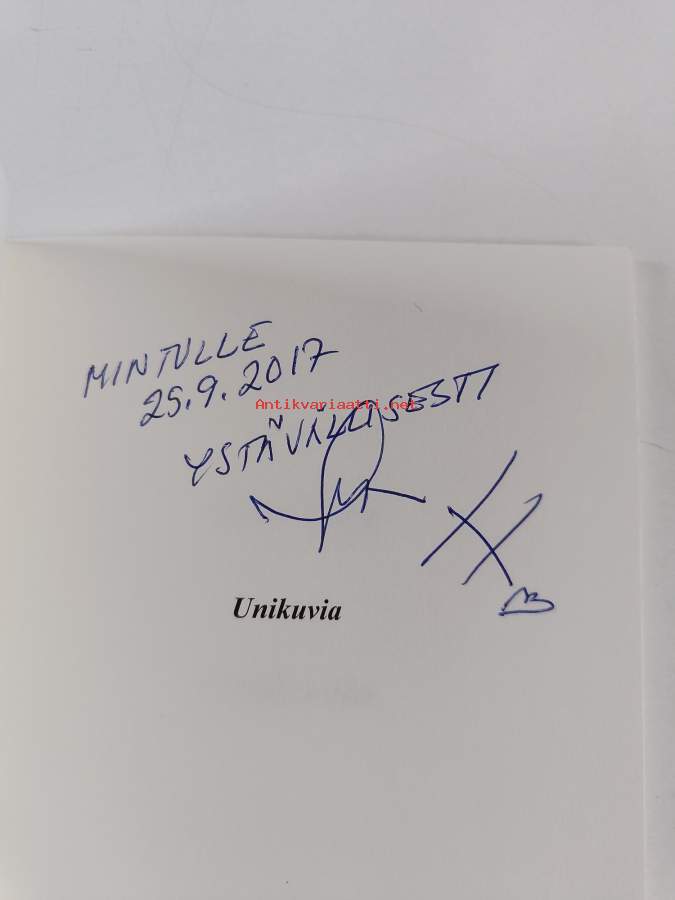 MINTULLE
25.9.2017
Antikvariaatti.net
YSTÄVÄLLISESTI
Unikuvia